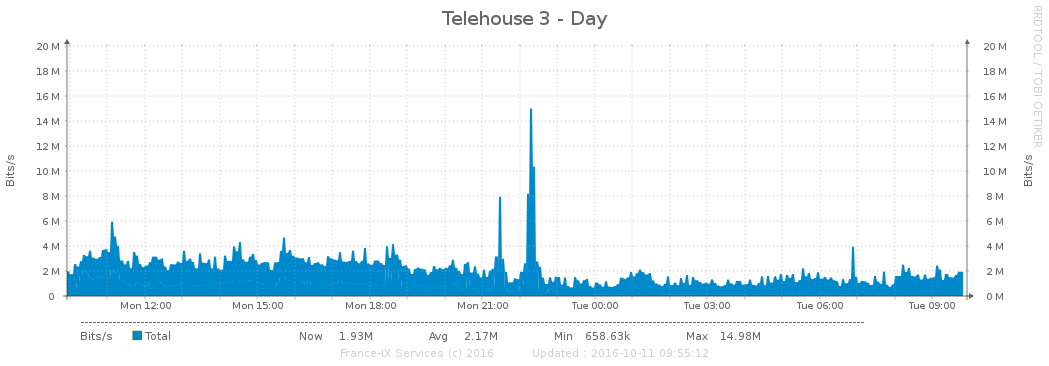 Telehouse 3 - Day
RRDTOOL / TOBI OETIKER
Bits/s
20 M
18 M
16 M
14 M
12 M
10 M
8 M
6 M
4 M
2 M
0
20 M
18 M
16 M
14 M
12 M
10 M
8 M
6 M
4 M
2 M
0 M
Bits/s
Mon 12:00 Mon 15:00 Mon 18:00 Mon 21:00 Tue 00:00 Tue 03:00 Tue 06:00 Tue 09:00
Bits/s Total Now 1.93M Avg 2.17M Min 658.63k Max 14.98M
France-IX Services (c) 2016 Updated : 2016-10-11 09:55:12